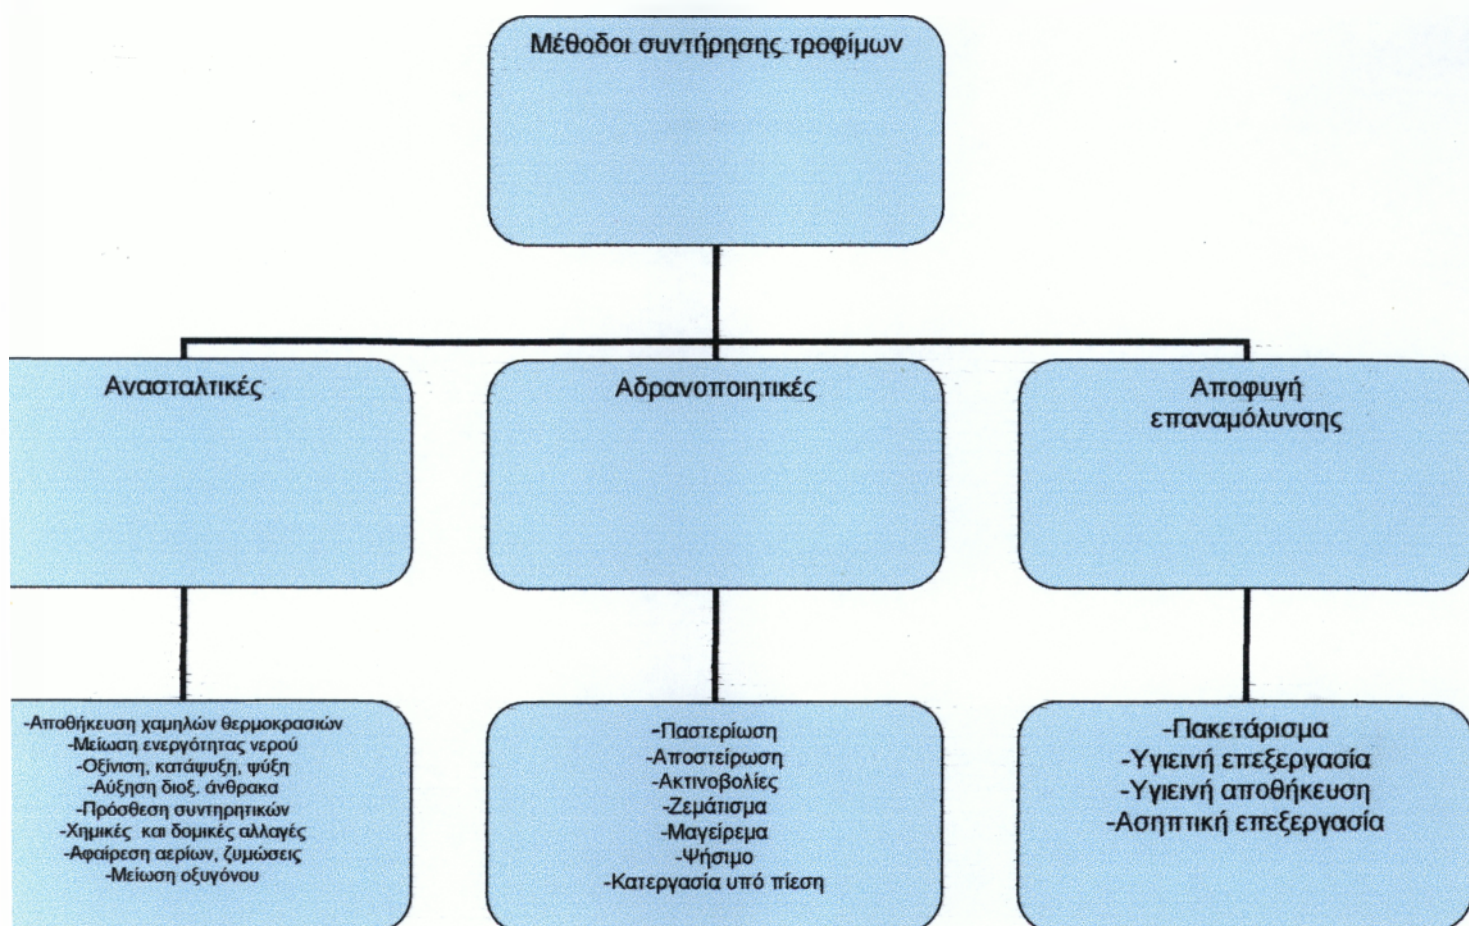 Μέθοδοι συντήρησης τροφίμων
Ανασταλτικές
Αδρανοποιητικές
Αποφυγή
επαναμόλυνσης
-Αποθήκευση χαμηλών θερμοκρασιών
-Μείωση ενεργότητας νερού
-Οξίνιση, κατάψυξη, ψύξη
-Αύξηση διοξ. άνθρακα
-Πρόσθεση συντηρητικών
-Χημικές και δομικές αλλαγές
-Αφαίρεση αερίων, ζυμώσεις
-Μείωση οξυγόνου
-Παστερίωση
-Αποστείρωση
-Ακτινοβολίες
-Ζεμάτισμα
-Μαγείρεμα
-Ψήσιμο
-Κατεργασία υπό πίεση
-Πακετάρισμα
-Υγιεινή επεξεργασία
-Υγιεινή αποθήκευση
-Ασηπτική επεξεργασία